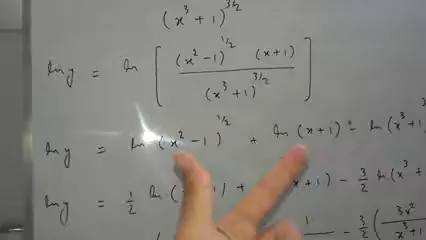 (x³ + 1)^{3/2}
ln y = ln [ (x² − 1)^{1/2} (x+1) / (x³ + 1)^{3/2} ]
ln y = ln (x² − 1)^{1/2} + ln (x+1) − ln (x³ + 1
ln y = 1/2 ln ( − 1) + x+1) − 3/2 ln (x³ +
1 − 3/2 ( 3x² / x³ + 1